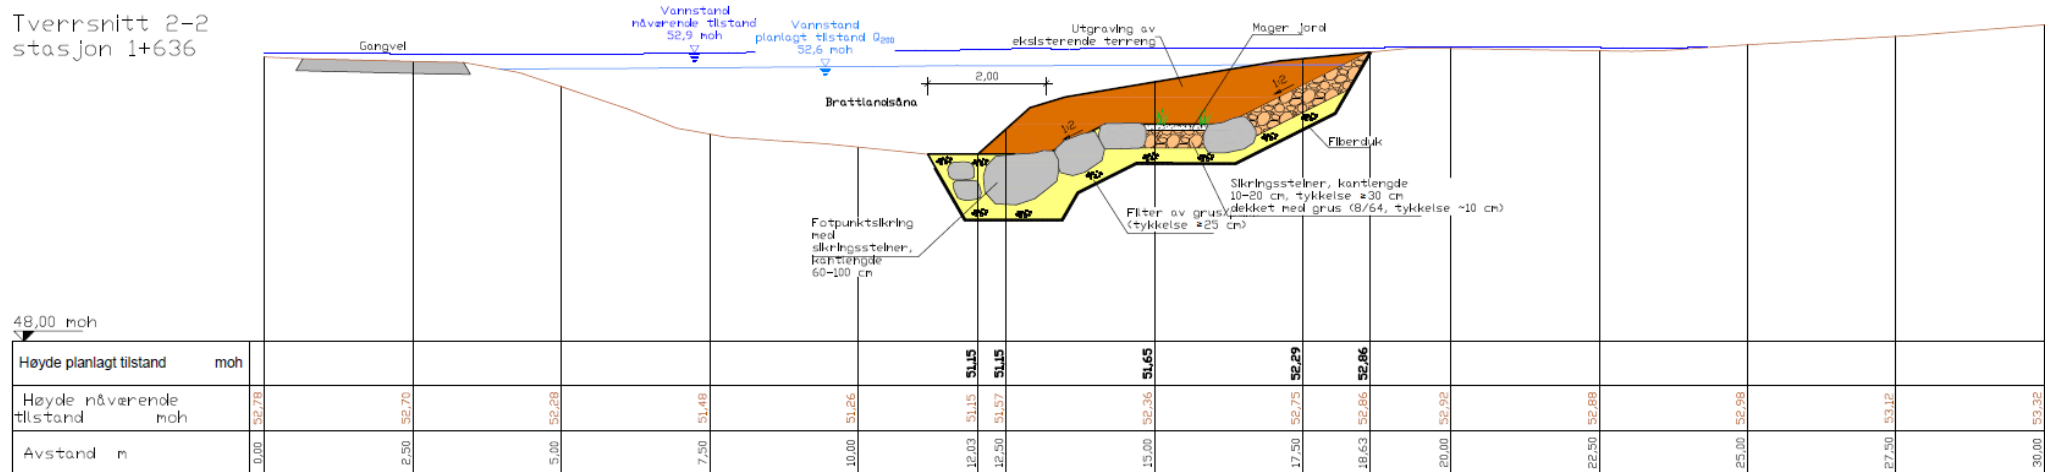 Tverrsnitt 2-2
stasjon 1+636
Gangvei
Vannstand
nåværende tilstand
52,9 moh
Vannstand
planlagt tilstand Q200
52,6 moh
Brattlandsåna
2,00
Utgraving av
eksisterende terreng
Mager jord
1:2
1:2
Fiberduk
Sikringssteiner, kantlengde
10-20 cm, tykkelse ≥30 cm
dekket med grus (8/64, tykkelse ~10 cm)
Filter av grus
(tykkelse ≥25 cm)
Fotpunktsikring
med
sikringssteiner,
kantlengde
60-100 cm
48,00 moh
Høyde planlagt tilstand moh
51,15 51,15 51,65 52,29 52,86
Høyde nåværende
tilstand moh
52,78 52,70 52,28 51,48 51,26 51,15 51,57 52,36 52,75 52,86 52,92 52,88 52,98 53,12 53,32
Avstand m
0,00 2,50 5,00 7,50 10,00 12,03 12,50 15,00 17,50 18,63 20,00 22,50 25,00 27,50 30,00